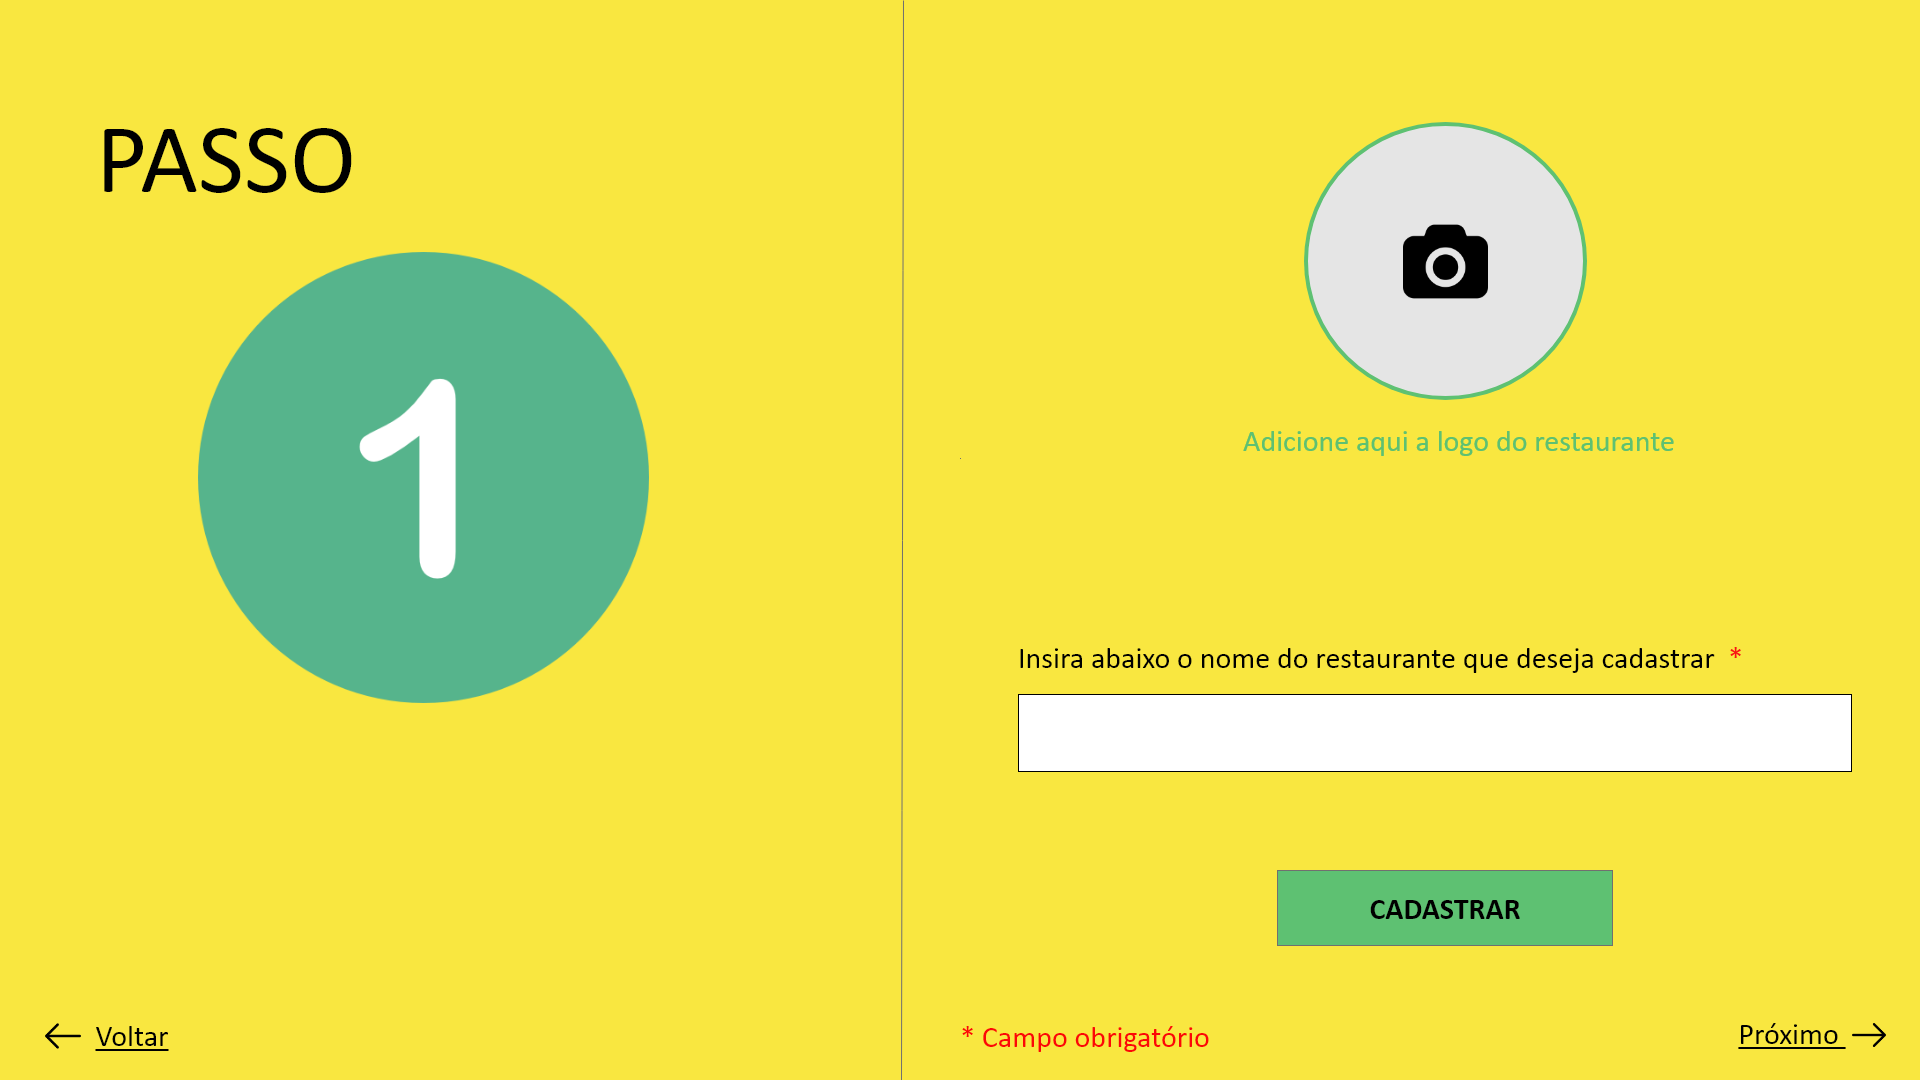 PASSO
1
Adicione aqui a logo do restaurante
Insira abaixo o nome do restaurante que deseja cadastrar *
CADASTRAR
Voltar
* Campo obrigatório
Próximo